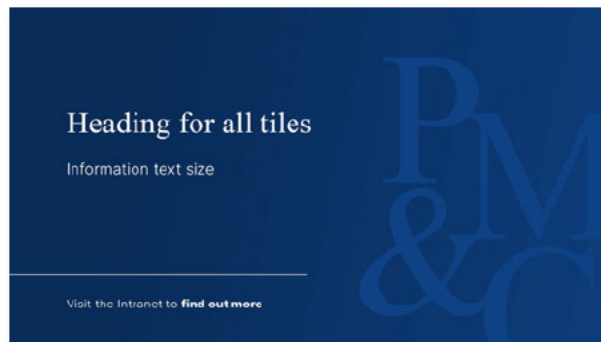 Heading for all tiles
Information text size
Visit the Intranet to find out more
PM
&C